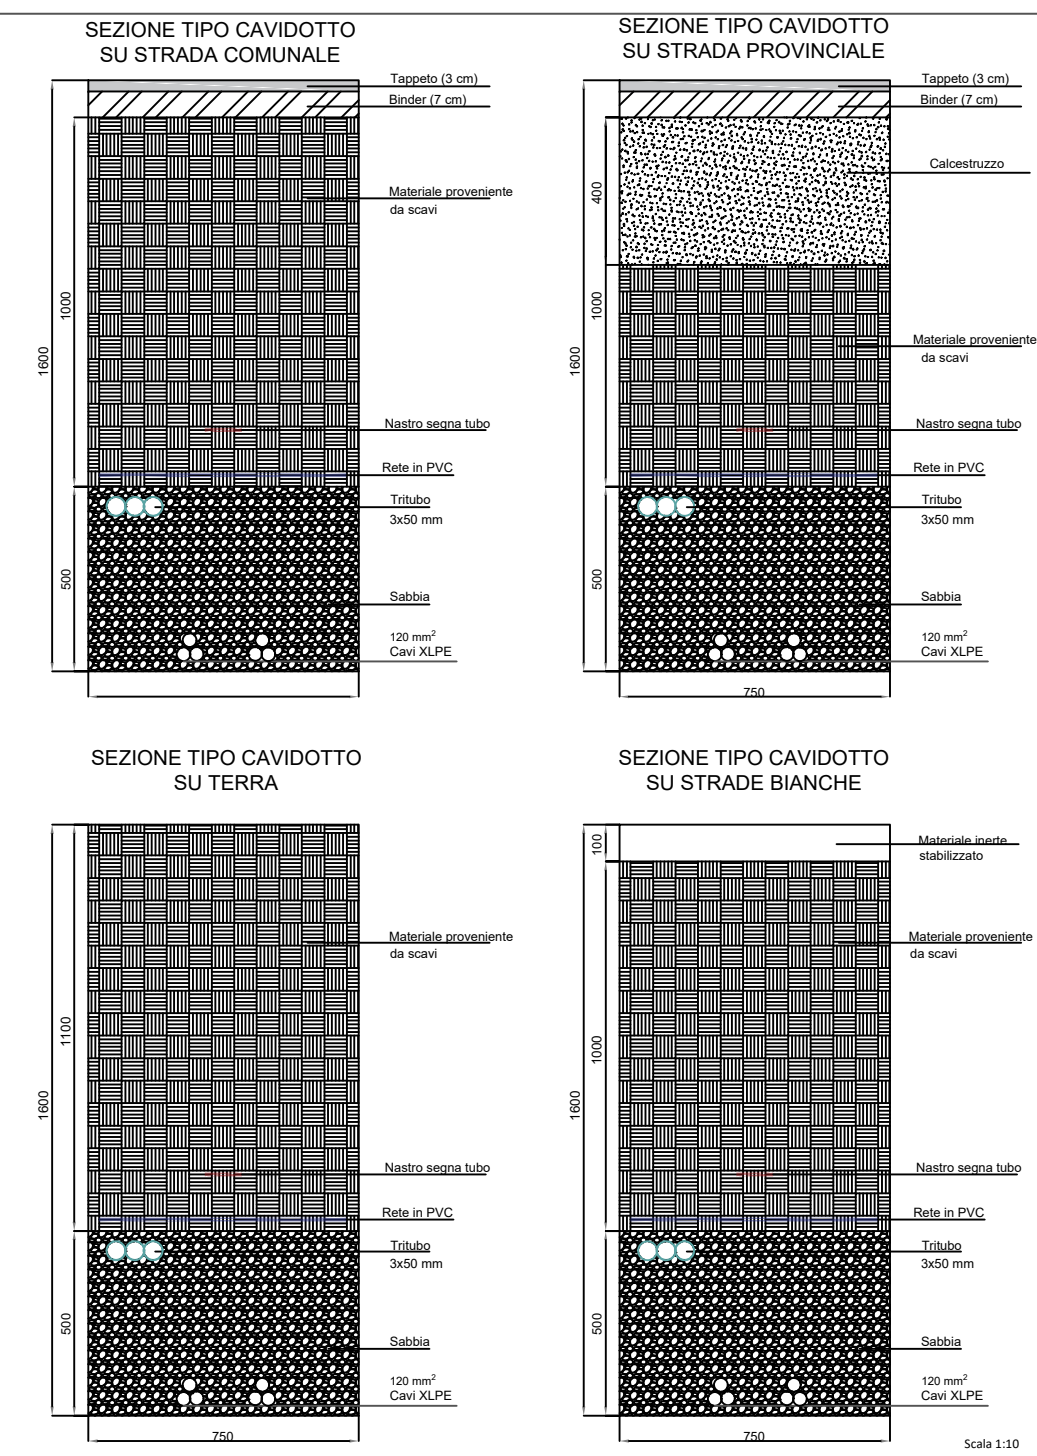 SEZIONE TIPO CAVIDOTTO
SU STRADA COMUNALE
Tappeto (3 cm)
Binder (7 cm)
Materiale proveniente
da scavi
1000
1600
Nastro segna tubo
Rete in PVC
Tritubo
3x50 mm
500
Sabbia
120 mm²
Cavi XLPE
SEZIONE TIPO CAVIDOTTO
SU STRADA PROVINCIALE
Tappeto (3 cm)
Binder (7 cm)
Calcestruzzo
400
1000
Materiale proveniente
da scavi
1600
Nastro segna tubo
Rete in PVC
Tritubo
3x50 mm
500
Sabbia
120 mm²
Cavi XLPE
750
SEZIONE TIPO CAVIDOTTO
SU TERRA
Materiale proveniente
da scavi
1100
1600
Nastro segna tubo
Rete in PVC
Tritubo
3x50 mm
500
Sabbia
120 mm²
Cavi XLPE
750
SEZIONE TIPO CAVIDOTTO
SU STRADE BIANCHE
100
Materiale inerte
stabilizzato
Materiale proveniente
da scavi
1000
1600
Nastro segna tubo
Rete in PVC
Tritubo
3x50 mm
500
Sabbia
120 mm²
Cavi XLPE
750
Scala 1:10